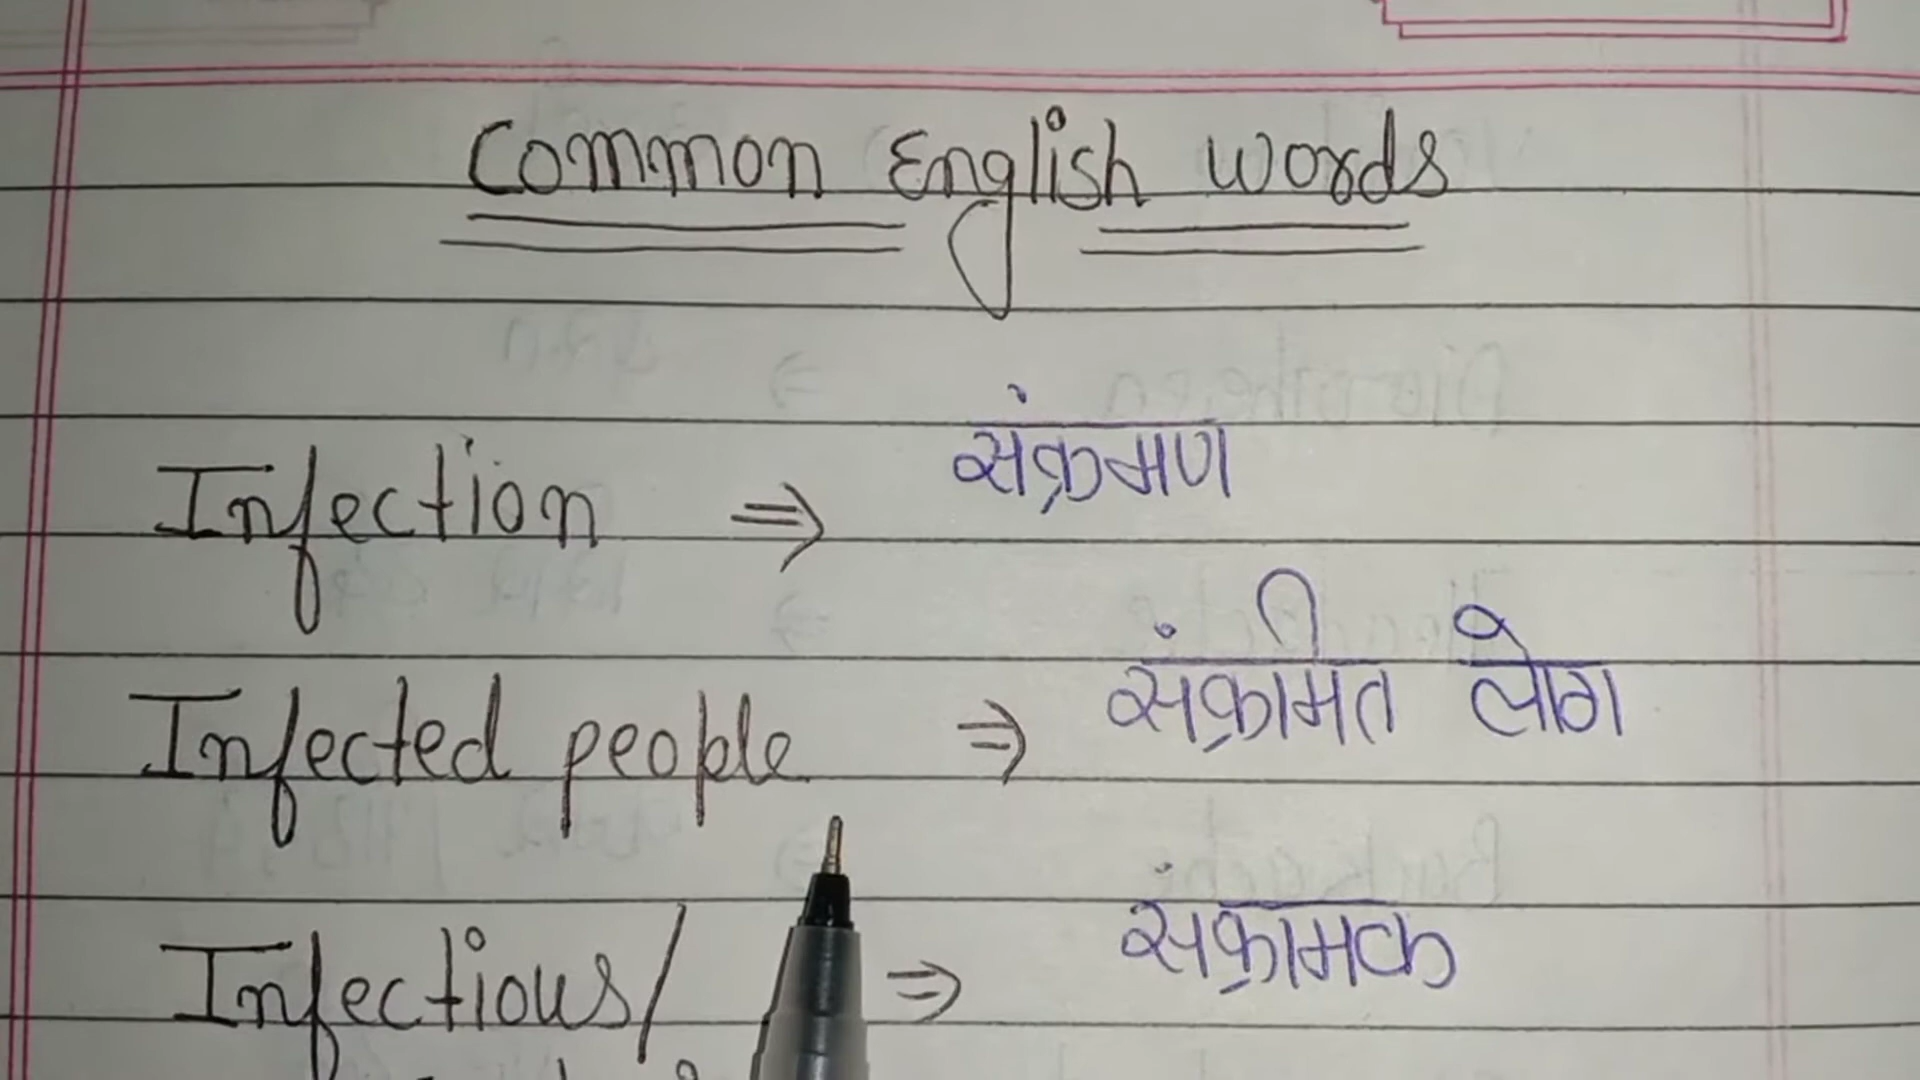 Common English words
Infection ⇒ संक्रमण
Infected people ⇒ संक्रमित लोग
Infectious/ ⇒ संक्रामक